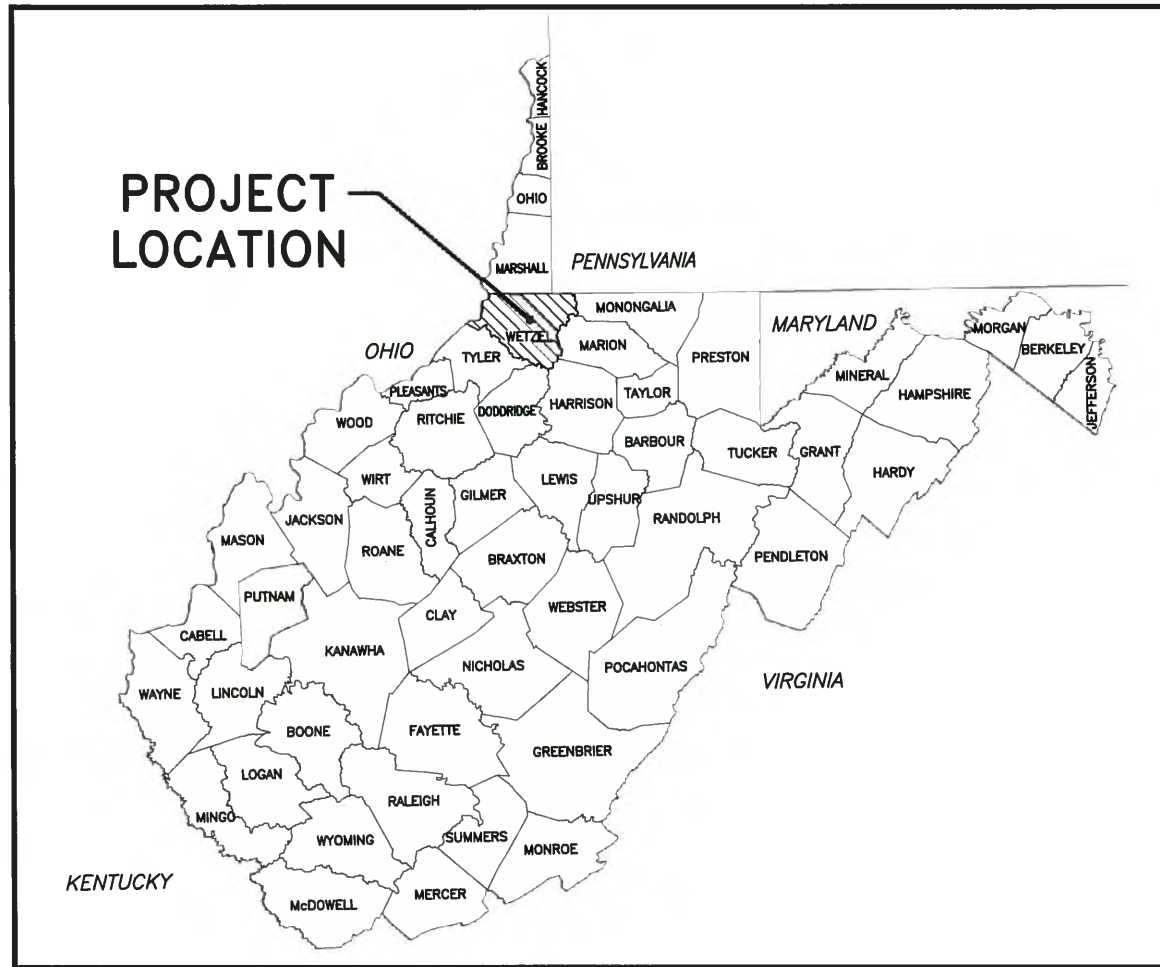 HANCOCK
BROOKE
OHIO
PROJECT
LOCATION
MARSHALL
PENNSYLVANIA
MONONGALIA
WETZEL
MARYLAND
MORGAN
OHIO
TYLER
MARION
PRESTON
BERKELEY
JEFFERSON
MINERAL
HAMPSHIRE
PLEASANTS
DODDRIDGE
HARRISON
TAYLOR
WOOD
RITCHIE
BARBOUR
TUCKER
GRANT
HARDY
WIRT
CALHOUN
GILMER
LEWIS
UPSHUR
JACKSON
RANDOLPH
MASON
ROANE
BRAXTON
PENDLETON
PUTNAM
CLAY
WEBSTER
CABELL
KANAWHA
NICHOLAS
POCAHONTAS
VIRGINIA
WAYNE
LINCOLN
BOONE
FAYETTE
GREENBRIER
LOGAN
RALEIGH
MINGO
WYOMING
SUMMERS
MONROE
KENTUCKY
McDOWELL
MERCER